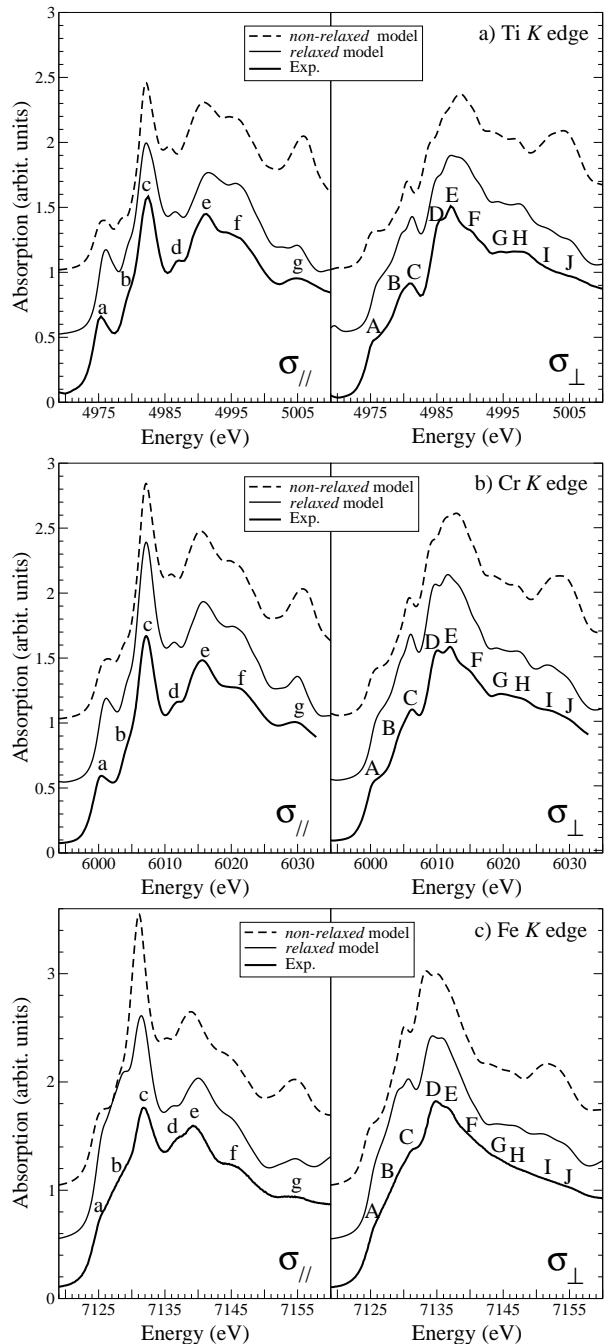 3
2.5
2
1.5
1
0.5
0
Absorption (arbit. units)
non-relaxed model
relaxed model
Exp.
a) Ti K edge
a
b
c
d
e
f
g
σ//
A
B
C
D
E
F
G
H
I
J
σ⊥
4975 4985 4995 5005
4975 4985 4995 5010
Energy (eV)
Energy (eV)
3
2.5
2
1.5
1
0.5
0
Absorption (arbit. units)
non-relaxed model
relaxed model
Exp.
b) Cr K edge
a
b
c
d
e
f
g
σ//
A
B
C
D
E
F
G
H
I
J
σ⊥
6000 6010 6020 6030
6000 6010 6020 6035
Energy (eV)
Energy (eV)
3
2
1
0
Absorption (arbit. units)
non-relaxed model
relaxed model
Exp.
c) Fe K edge
a
b
c
d
e
f
g
σ//
A
B
C
D
E
F
G
H
I
J
σ⊥
7125 7135 7145 7155
7125 7135 7145 7155
Energy (eV)
Energy (eV)